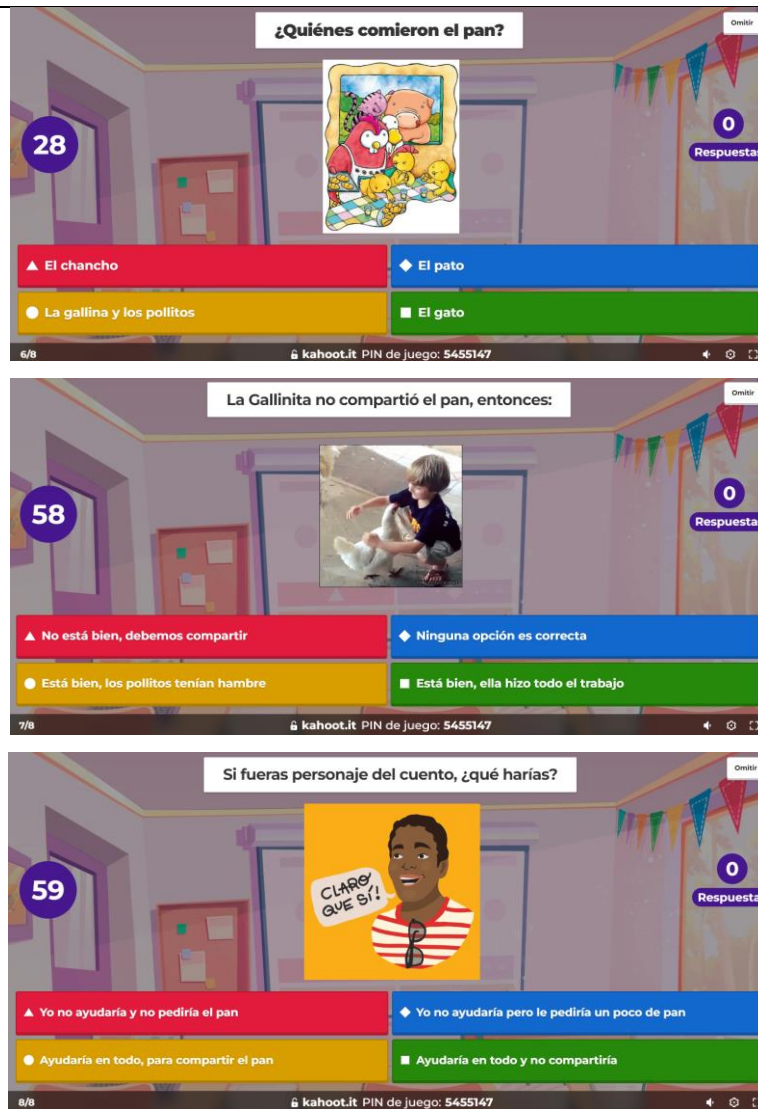 ¿Quiénes comieron el pan?
Omitir
28
0
Respuestas
▲ El chancho
◆ El pato
● La gallina y los pollitos
■ El gato
6/8
kahoot.it PIN de juego: 5455147
La Gallinita no compartió el pan, entonces:
Omitir
58
0
Respuesta
▲ No está bien, debemos compartir
◆ Ninguna opción es correcta
● Está bien, los pollitos tenían hambre
■ Está bien, ella hizo todo el trabajo
7/8
kahoot.it PIN de juego: 5455147
Si fueras personaje del cuento, ¿qué harías?
Omitir
59
CLARO
QUE SÍ!
0
Respuesta
▲ Yo no ayudaría y no pediría el pan
◆ Yo no ayudaría pero le pediría un poco de pan
● Ayudaría en todo, para compartir el pan
■ Ayudaría en todo y no compartiría
8/8
kahoot.it PIN de juego: 5455147